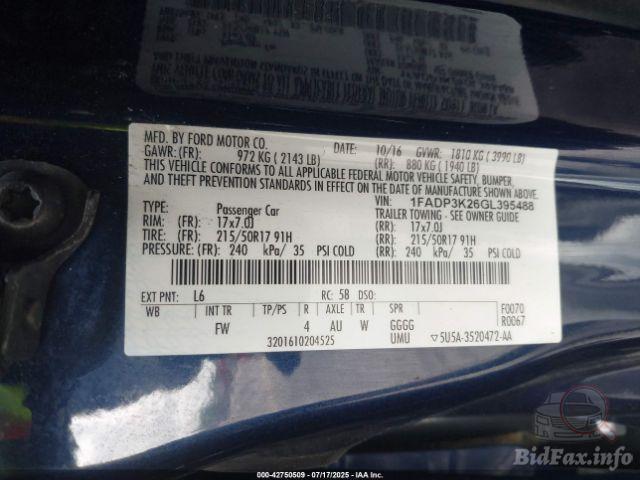 MFD. BY FORD MOTOR CO. DATE: 10/16 GVWR: 1810 KG ( 3990 LB)
GAWR: (FR): 972 KG ( 2143 LB) (RR): 880 KG ( 1940 LB)
THIS VEHICLE CONFORMS TO ALL APPLICABLE FEDERAL MOTOR VEHICLE SAFETY, BUMPER,
AND THEFT PREVENTION STANDARDS IN EFFECT ON THE DATE OF MANUFACTURE SHOWN ABOVE.
VIN: 1FADP3K26GL395488
TYPE: Passenger Car TRAILER TOWING - SEE OWNER GUIDE
RIM: (FR): 17x7.0J (RR): 17x7.0J
TIRE: (FR): 215/50R17 91H (RR): 215/50R17 91H
PRESSURE: (FR): 240 kPa/ 35 PSI COLD (RR): 240 kPa/ 35 PSI COLD
EXT PNT: L6 RC: 58 DSO:
WB INT TR TP/PS R AXLE TR SPR F0070
FW 4 AU W GGGG R0067
3201610204525 UMU 5U5A-3520472-AA
00-42750509 - 07/17/2025 - IAA Inc.
BidFax.info